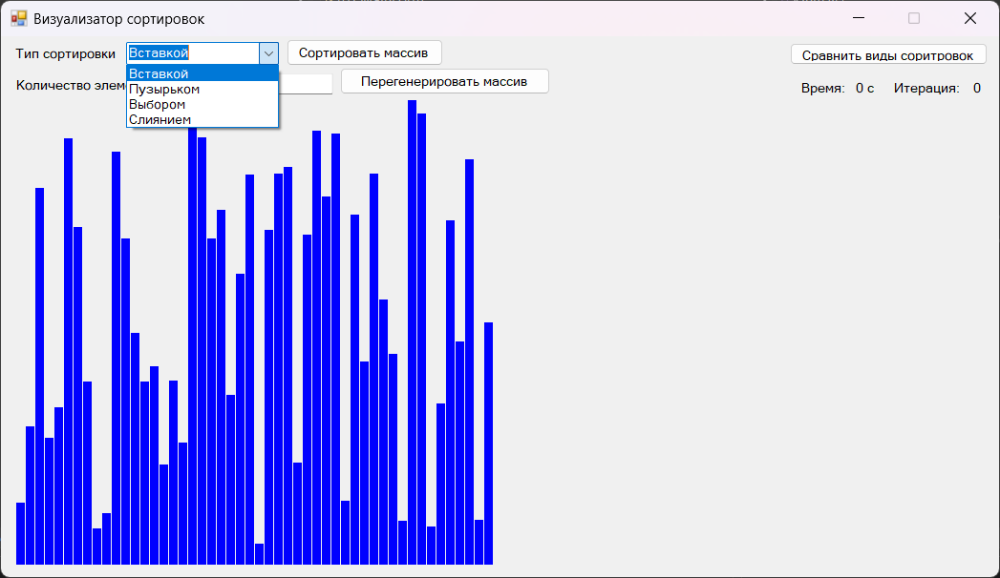 Визуализатор сортировок
Тип сортировки Вставкой Сортировать массив Сравнить виды соритровок
Вставкой
Количество элем Перегенерировать массив Время: 0 с Итерация: 0
Пузырьком
Выбором
Слиянием